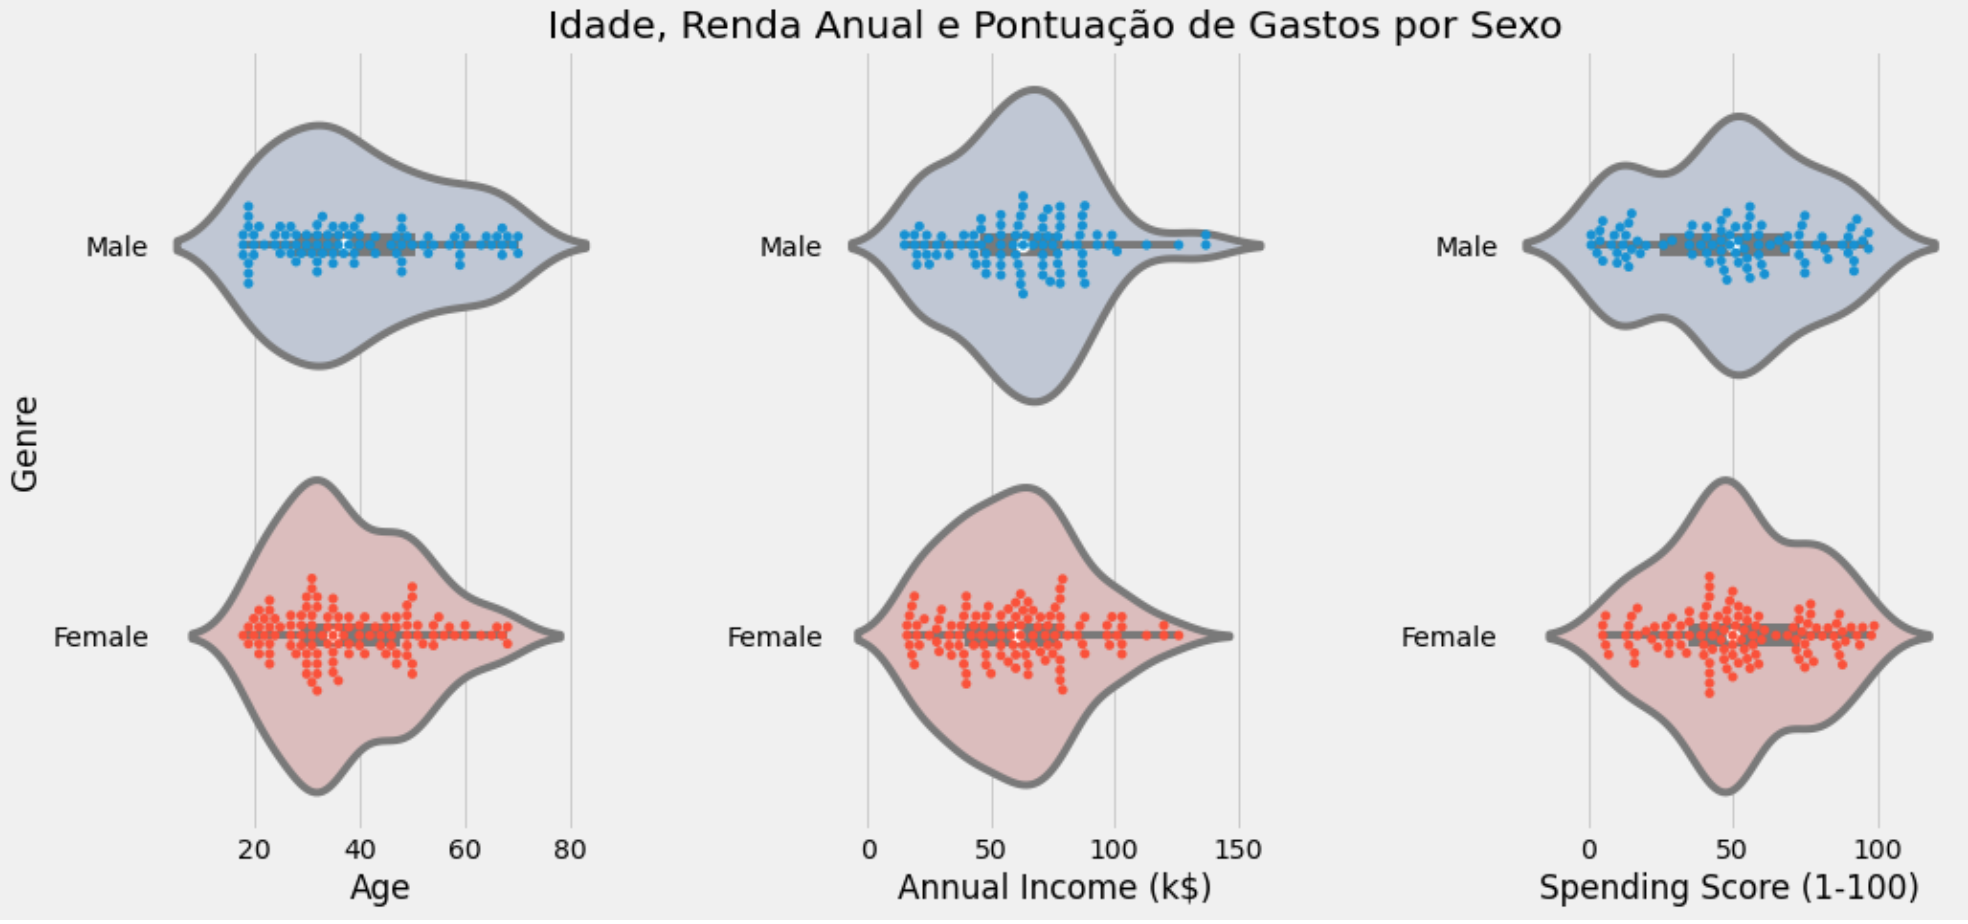 Idade, Renda Anual e Pontuação de Gastos por Sexo
Genre
Male
Female
20 40 60 80
Age
Male
Female
0 50 100 150
Annual Income (k$)
Male
Female
0 50 100
Spending Score (1-100)